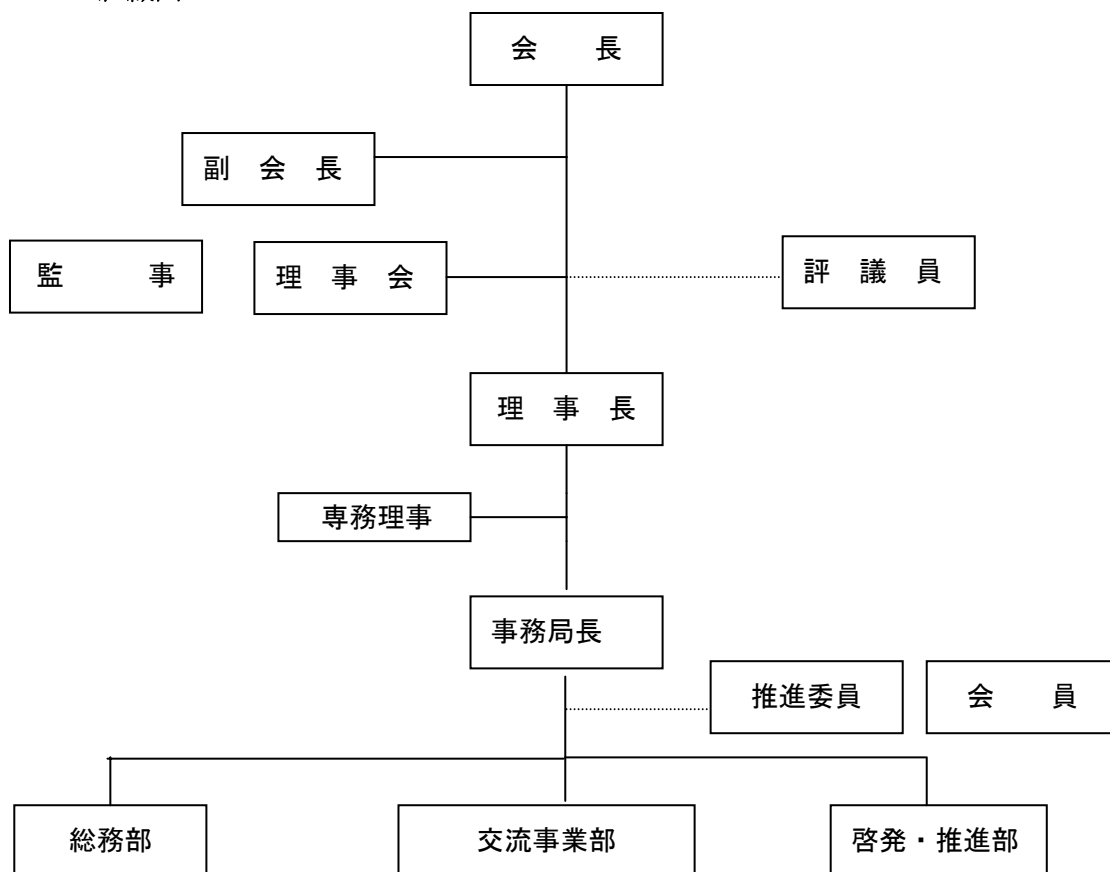 会　　長
副　会　長
監　　　事
理　事　会
評　議　員
理　事　長
専務理事
事務局長
推進委員
会　　員
総務部
交流事業部
啓発・推進部